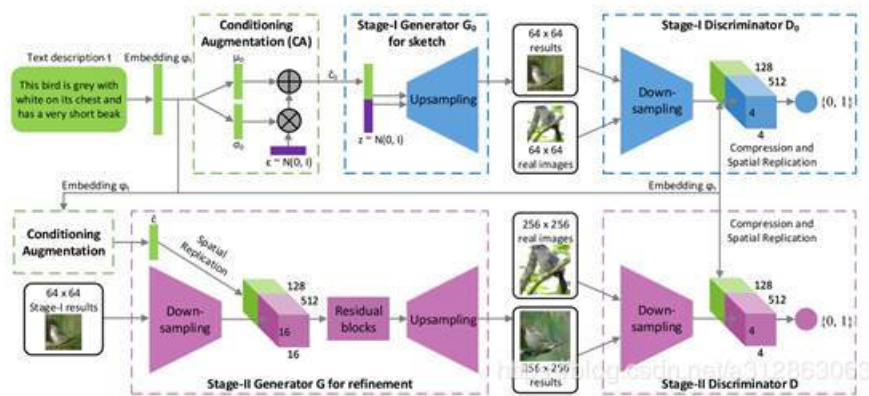 Conditioning
Augmentation (CA)
Stage-I Generator G₀
for sketch
Stage-I Discriminator D₀
Text description t
Embedding φₜ
This bird is grey with
white on its chest and
has a very short beak
μ₀
σ₀
ε ~ N(0, I)
ĉ₀
z ~ N(0, I)
Upsampling
64 x 64
results
64 x 64
real images
Down-
sampling
128
512
4
4
{0, 1}
Compression and
Spatial Replication
Embedding φₜ
Embedding φₜ
Conditioning
Augmentation
ĉ
Spatial
Replication
64 x 64
Stage-I results
Down-
sampling
128
512
16
16
Residual
blocks
Upsampling
256 x 256
real images
256 x 256
results
Compression and
Spatial Replication
Down-
sampling
128
512
4
4
{0, 1}
Stage-II Generator G for refinement
Stage-II Discriminator D